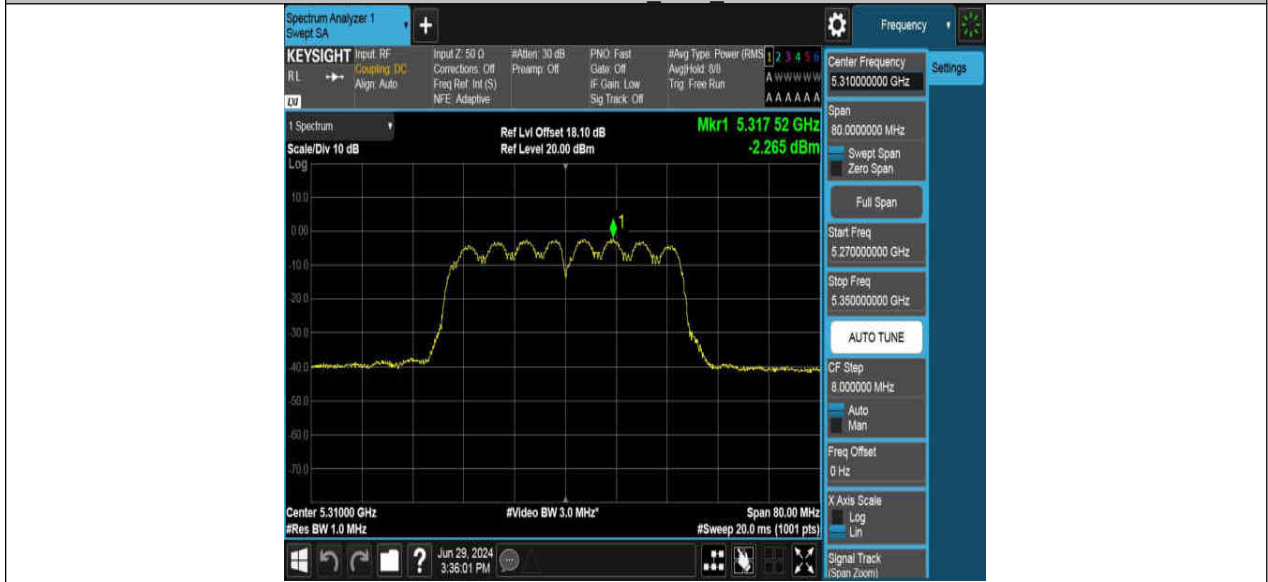 Spectrum Analyzer 1
Swept SA
+
Frequency
KEYSIGHT
RL
LXI
Input: RF
Coupling: DC
Align: Auto
Input Z: 50 Ω
Corrections: Off
Freq Ref: Int (S)
NFE: Adaptive
#Atten: 30 dB
Preamp: Off
PNO: Fast
Gate: Off
IF Gain: Low
Sig Track: Off
#Avg Type: Power (RMS
Avg|Hold: 8/8
Trig: Free Run
1 2 3 4 5 6
A W W W W W
A A A A A A
Center Frequency
5.310000000 GHz
Settings
1 Spectrum
Scale/Div 10 dB
Log
Ref Lvl Offset 18.10 dB
Ref Level 20.00 dBm
Mkr1 5.317 52 GHz
-2.265 dBm
Span
80.0000000 MHz
Swept Span
Zero Span
Full Span
Start Freq
5.270000000 GHz
Stop Freq
5.350000000 GHz
AUTO TUNE
CF Step
8.000000 MHz
Auto
Man
Freq Offset
0 Hz
X Axis Scale
Log
Lin
Signal Track
(Span Zoom)
10.0
0.00
-10.0
-20.0
-30.0
-40.0
-50.0
-60.0
-70.0
1
Center 5.31000 GHz
#Res BW 1.0 MHz
#Video BW 3.0 MHz*
Span 80.00 MHz
#Sweep 20.0 ms (1001 pts)
?
Jun 29, 2024
3:36:01 PM